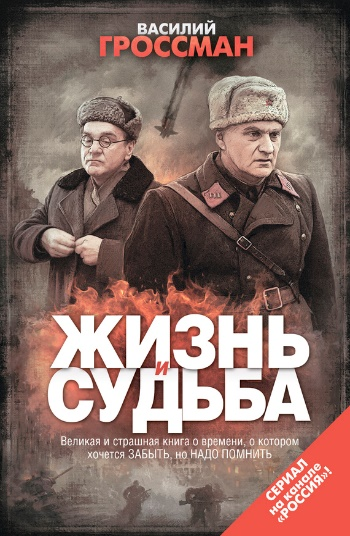 ВАСИЛИЙ
ГРОССМАН
ЖИЗНЬ
И
СУДЬБА
Великая и страшная книга о времени, о котором
хочется ЗАБЫТЬ, но НАДО ПОМНИТЬ
СЕРИАЛ
на канале
«РОССИЯ»!